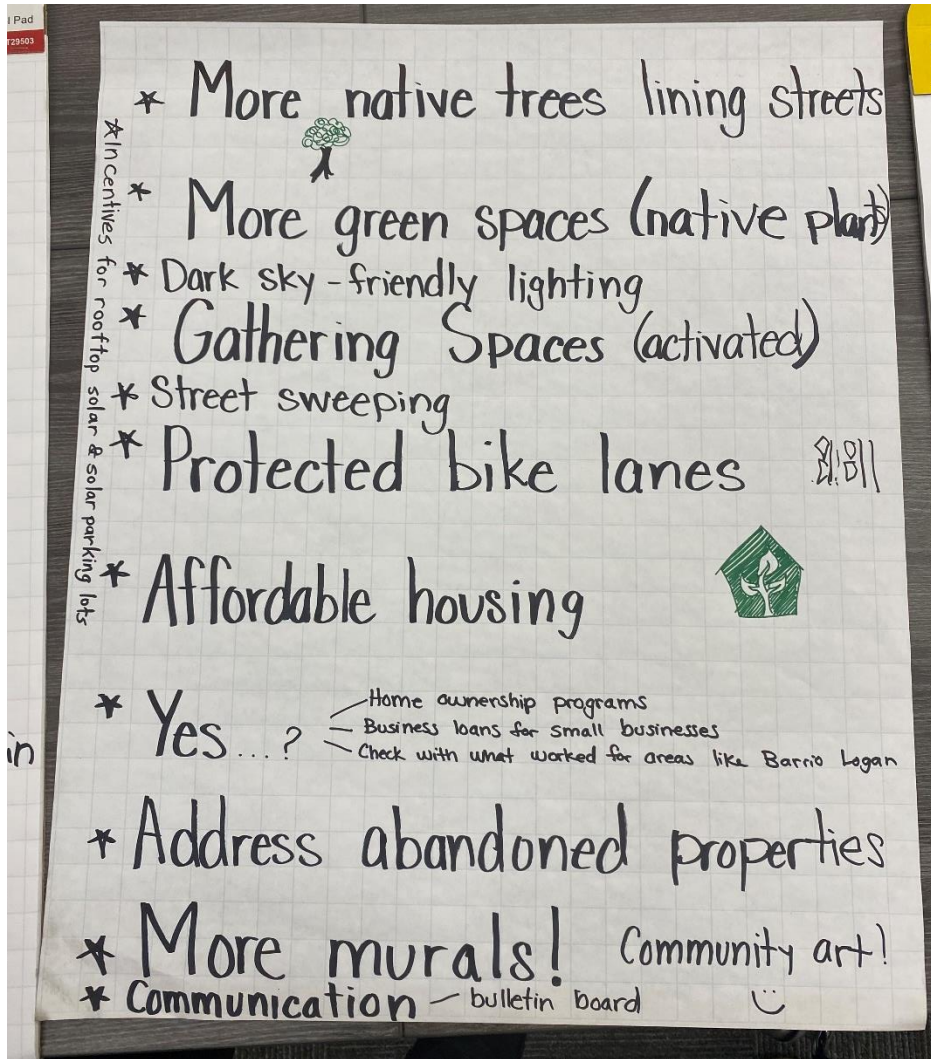 l Pad
T29503
* More native trees lining streets
* More green spaces (native plants)
* Dark sky-friendly lighting
* Gathering Spaces (activated)
* Street sweeping
* Protected bike lanes
* Affordable housing
* Yes...?
Home ownership programs
Business loans for small businesses
Check with what worked for areas like Barrio Logan
* Address abandoned properties
* More murals! Community art!
* Communication - bulletin board
* Incentives for rooftop solar & solar parking lots
in